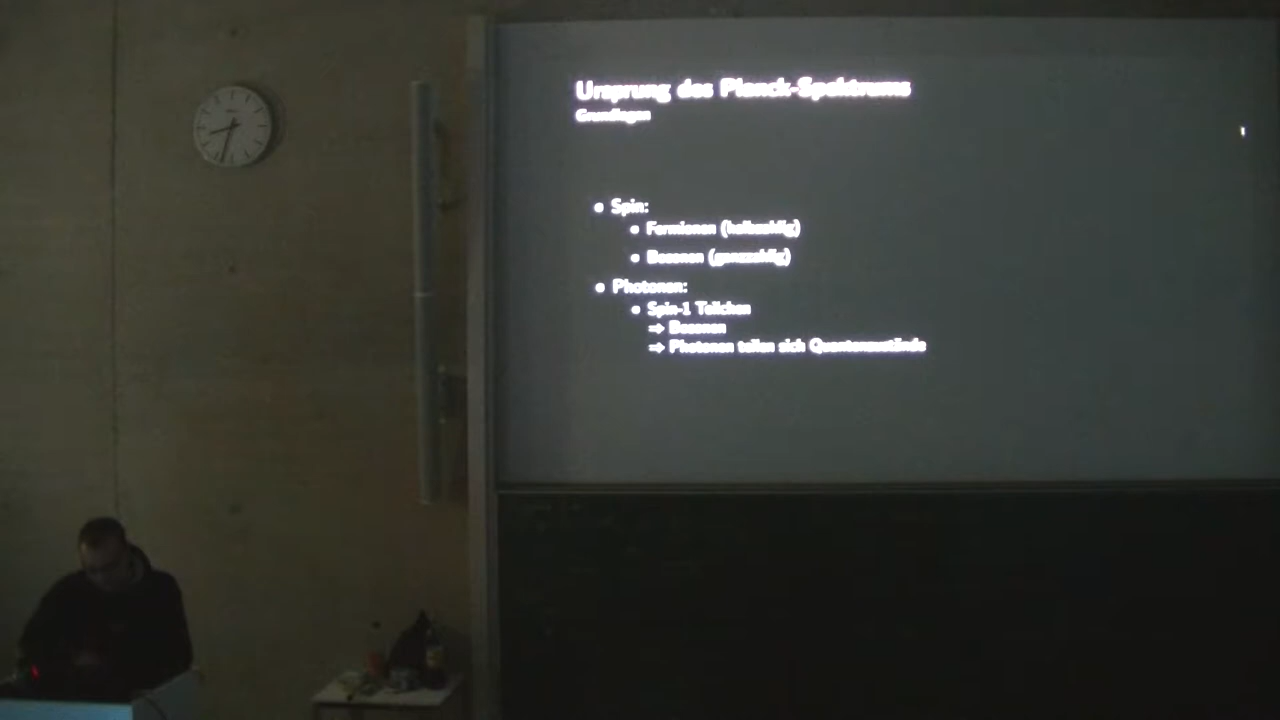 Ursprung des Planck-Spektrums
Grundlagen
• Spin:
• Fermionen (halbzahlig)
• Bosonen (ganzzahlig)
• Photonen:
• Spin-1 Teilchen
⇒ Bosonen
⇒ Photonen teilen sich Quantenzustände